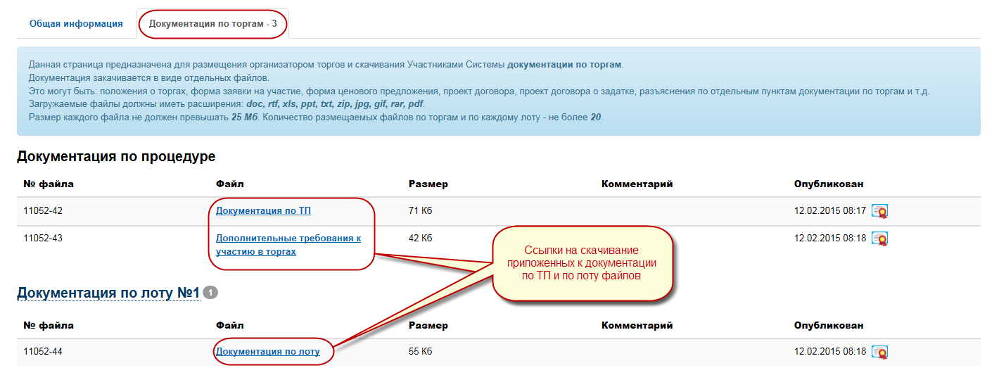 Общая информация
Документация по торгам - 3
Данная страница предназначена для размещения организатором торгов и скачивания Участниками Системы документации по торгам.
Документация закачивается в виде отдельных файлов.
Это могут быть: положения о торгах, форма заявки на участие, форма ценового предложения, проект договора, проект договора о задатке, разъяснения по отдельным пунктам документации по торгам и т.д.
Загружаемые файлы должны иметь расширения: doc, rtf, xls, ppt, txt, zip, jpg, gif, rar, pdf.
Размер каждого файла не должен превышать 25 Мб. Количество размещаемых файлов по торгам и по каждому лоту - не более 20.
Документация по процедуре
№ файла Файл Размер Комментарий Опубликован
11052-42 Документация по ТП 71 Кб 12.02.2015 08:17
11052-43 Дополнительные требования к 42 Кб 12.02.2015 08:18
участию в торгах
Ссылки на скачивание
приложенных к документации
по ТП и по лоту файлов
Документация по лоту №1 1
№ файла Файл Размер Комментарий Опубликован
11052-44 Документация по лоту 55 Кб 12.02.2015 08:18